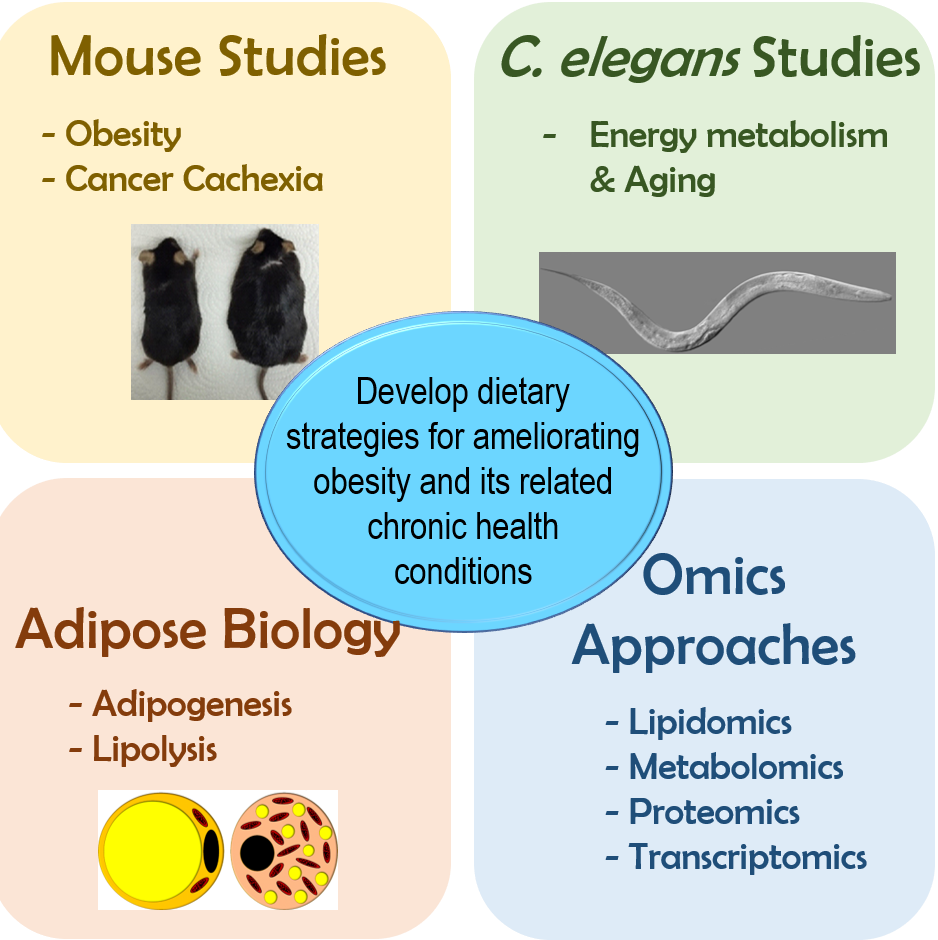 Mouse Studies
- Obesity
- Cancer Cachexia
C. elegans Studies
- Energy metabolism
& Aging
Develop dietary
strategies for ameliorating
obesity and its related
chronic health
conditions
Adipose Biology
- Adipogenesis
- Lipolysis
Omics
Approaches
- Lipidomics
- Metabolomics
- Proteomics
- Transcriptomics